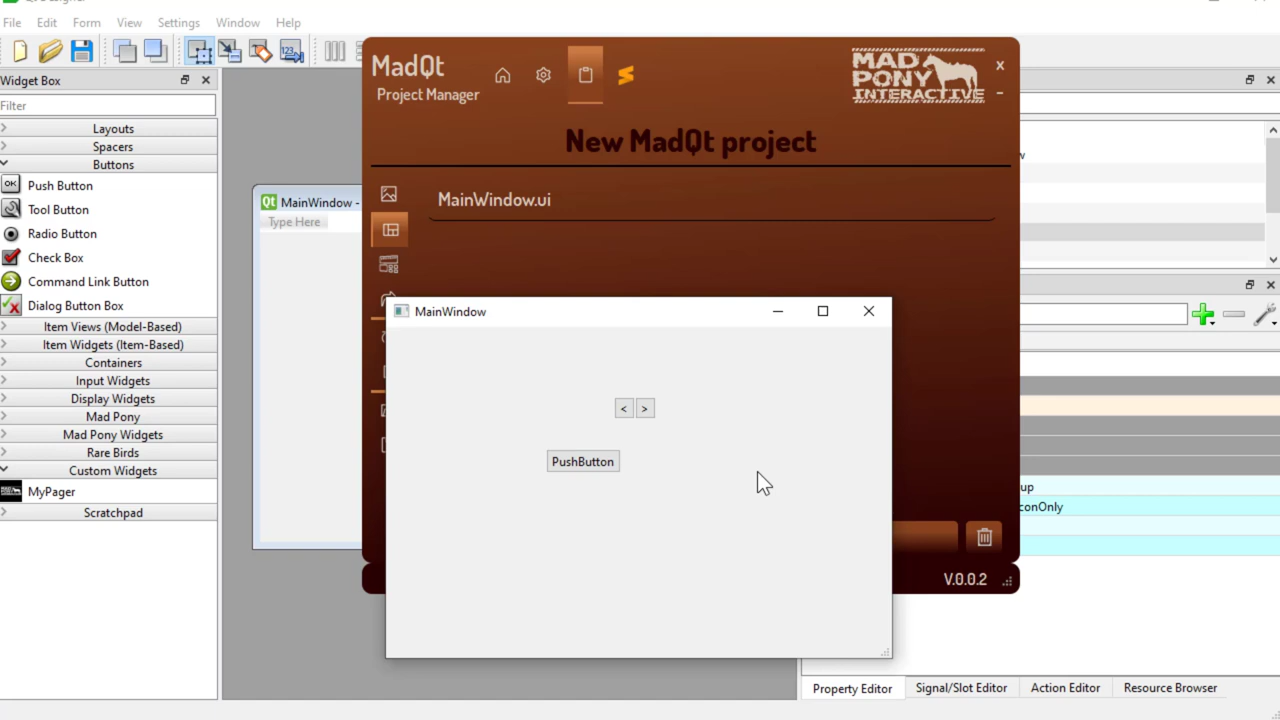 File Edit Form View Settings Window Help
Widget Box
Filter
Layouts
Spacers
Buttons
Push Button
Tool Button
Radio Button
Check Box
Command Link Button
Dialog Button Box
Item Views (Model-Based)
Item Widgets (Item-Based)
Containers
Input Widgets
Display Widgets
Mad Pony
Mad Pony Widgets
Rare Birds
Custom Widgets
MyPager
Scratchpad
MainWindow -
Type Here
MadQt
Project Manager
MAD
PONY
INTERACTIVE
New MadQt project
MainWindow.ui
MainWindow
< >
PushButton
V.0.0.2
Property Editor Signal/Slot Editor Action Editor Resource Browser